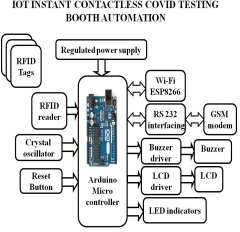 IOT INSTANT CONTACTLESS COVID TESTING
BOOTH AUTOMATION
RFID
Tags
Regulated power supply
RFID
reader
Crystal
oscillator
Reset
Button
Arduino
Micro
controller
Wi-Fi
ESP8266
RS 232
interfacing
GSM
modem
Buzzer
driver
Buzzer
LCD
driver
LCD
LED indicators